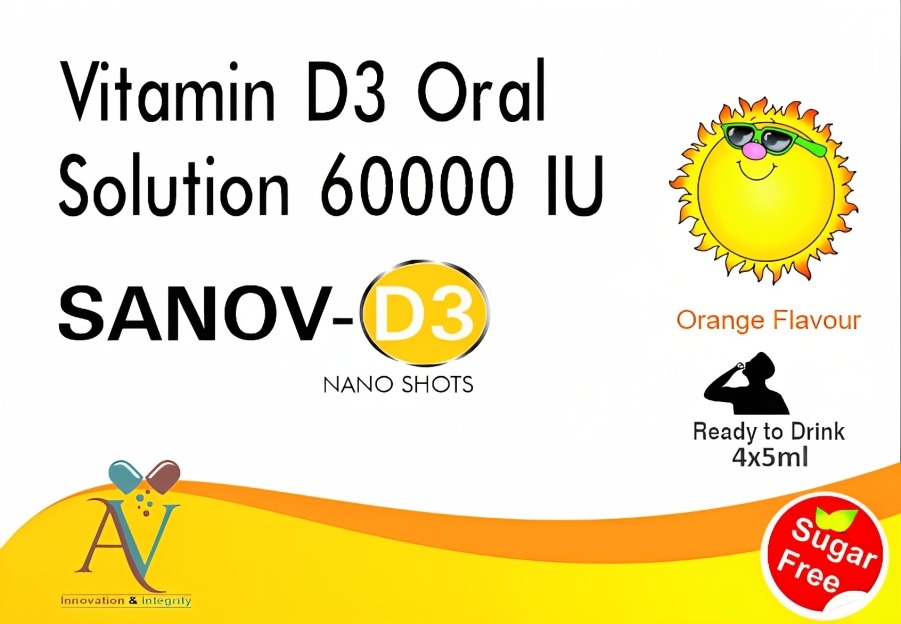 Vitamin D3 Oral
Solution 60000 IU
SANOV-D3
NANO SHOTS
Orange Flavour
Ready to Drink
4x5ml
AV
Innovation & Integrity
Sugar
Free